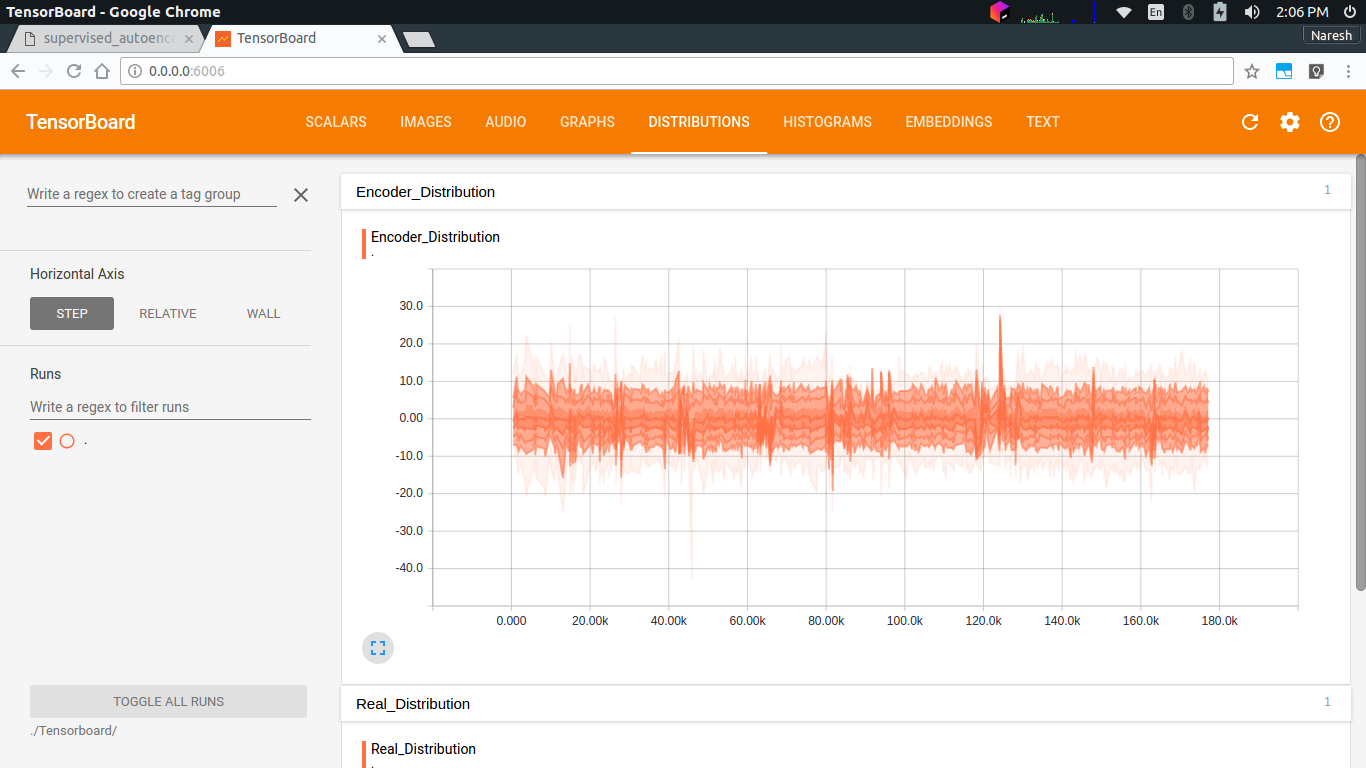 TensorBoard - Google Chrome
En
2:06 PM
supervised_autoenc
TensorBoard
Naresh
0.0.0.0:6006
TensorBoard
SCALARS
IMAGES
AUDIO
GRAPHS
DISTRIBUTIONS
HISTOGRAMS
EMBEDDINGS
TEXT
Write a regex to create a tag group
Horizontal Axis
STEP
RELATIVE
WALL
Runs
Write a regex to filter runs
.
TOGGLE ALL RUNS
./Tensorboard/
Encoder_Distribution
1
Encoder_Distribution
.
30.0
20.0
10.0
0.00
-10.0
-20.0
-30.0
-40.0
0.000
20.00k
40.00k
60.00k
80.00k
100.0k
120.0k
140.0k
160.0k
180.0k
Real_Distribution
1
Real_Distribution
.